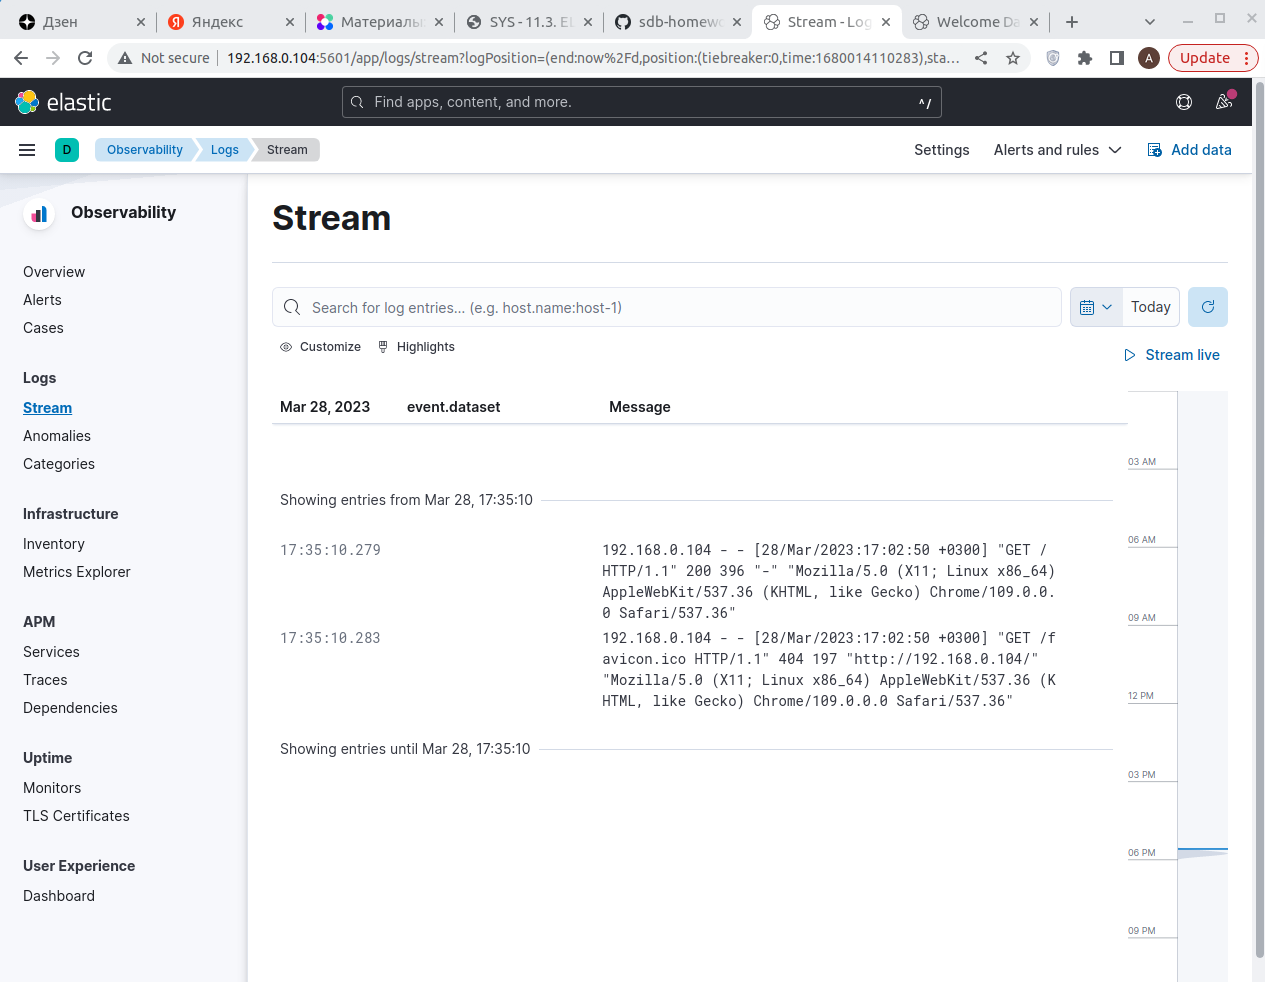 Дзен
Яндекс
Материалы
SYS - 11.3. EL
sdb-homewo
Stream - Log
Welcome Da
Not secure
192.168.0.104:5601/app/logs/stream?logPosition=(end:now%2Fd,position:(tiebreaker:0,time:1680014110283),sta…
A
Update
elastic
Find apps, content, and more.
^/
D
Observability
Logs
Stream
Settings
Alerts and rules
Add data
Observability
Overview
Alerts
Cases
Logs
Stream
Anomalies
Categories
Infrastructure
Inventory
Metrics Explorer
APM
Services
Traces
Dependencies
Uptime
Monitors
TLS Certificates
User Experience
Dashboard
Stream
Search for log entries... (e.g. host.name:host-1)
Today
Customize
Highlights
Stream live
Mar 28, 2023
event.dataset
Message
Showing entries from Mar 28, 17:35:10
17:35:10.279
192.168.0.104 - - [28/Mar/2023:17:02:50 +0300] "GET /
HTTP/1.1" 200 396 "-" "Mozilla/5.0 (X11; Linux x86_64)
AppleWebKit/537.36 (KHTML, like Gecko) Chrome/109.0.0.
0 Safari/537.36"
17:35:10.283
192.168.0.104 - - [28/Mar/2023:17:02:50 +0300] "GET /f
avicon.ico HTTP/1.1" 404 197 "http://192.168.0.104/"
"Mozilla/5.0 (X11; Linux x86_64) AppleWebKit/537.36 (K
HTML, like Gecko) Chrome/109.0.0.0 Safari/537.36"
Showing entries until Mar 28, 17:35:10
03 AM
06 AM
09 AM
12 PM
03 PM
06 PM
09 PM